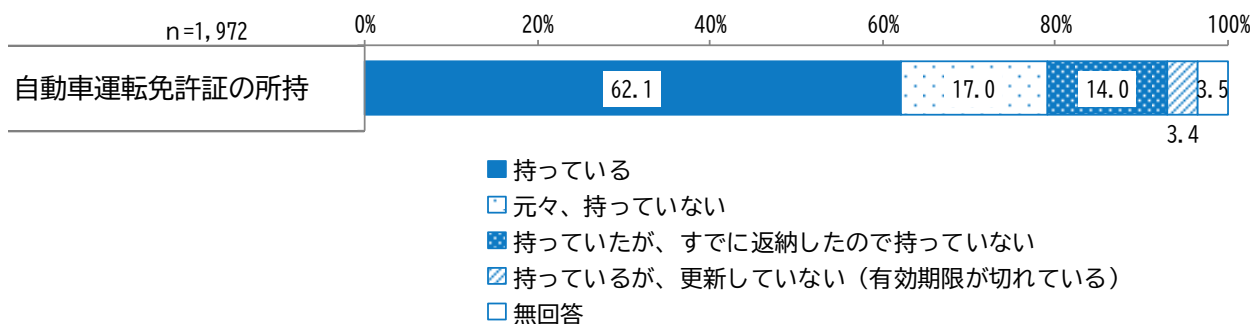 n=1,972
0% 20% 40% 60% 80% 100%
自動車運転免許証の所持
62.1 17.0 14.0 3.5
3.4
持っている
元々、持っていない
持っていたが、すでに返納したので持っていない
持っているが、更新していない（有効期限が切れている）
無回答